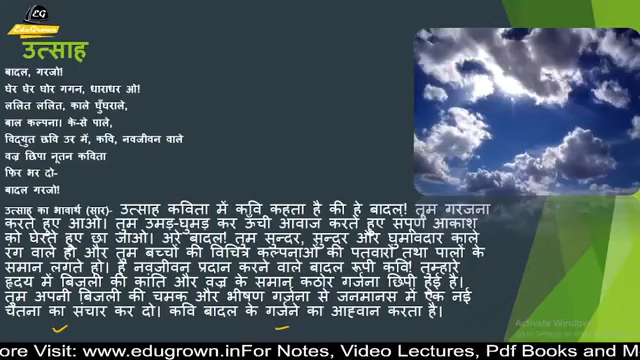 EG
EduGrown
उत्साह
बादल, गरजो!
घेर घेर घोर गगन, धाराधर ओ!
ललित ललित, काले घुँघराले,
बाल कल्पना। के-से पाले,
विद्युत छवि उर में, कवि, नवजीवन वाले
वज्र छिपा नूतन कविता
फिर भर दो-
बादल गरजो!
उत्साह का भावार्थ (सार)- उत्साह कविता में कवि कहता है की हे बादल! तुम गरजना
करते हुए आओ। तुम उमड़-घुमड़ कर ऊँची आवाज करते हुए संपूर्ण आकाश
को घेरते हुए छा जाओ। अरे बादल! तुम सुन्दर, सुन्दर और घुमावदार काले
रंग वाले हो और तुम बच्चों की विचित्र कल्पनाओं की पतवारों तथा पालों के
समान लगते हो। हे नवजीवन प्रदान करने वाले बादल रूपी कवि! तुम्हारे
हृदय में बिजली की कांति और वज्र के समान कठोर गर्जना छिपी हुई है।
तुम अपनी बिजली की चमक और भीषण गर्जना से जनमानस में एक नई
चेतना का संचार कर दो। कवि बादल के गर्जने का आहवान करता है।
Activate Windows
ore Visit: www.edugrown.inFor Notes, Video Lectures, Pdf Books and M